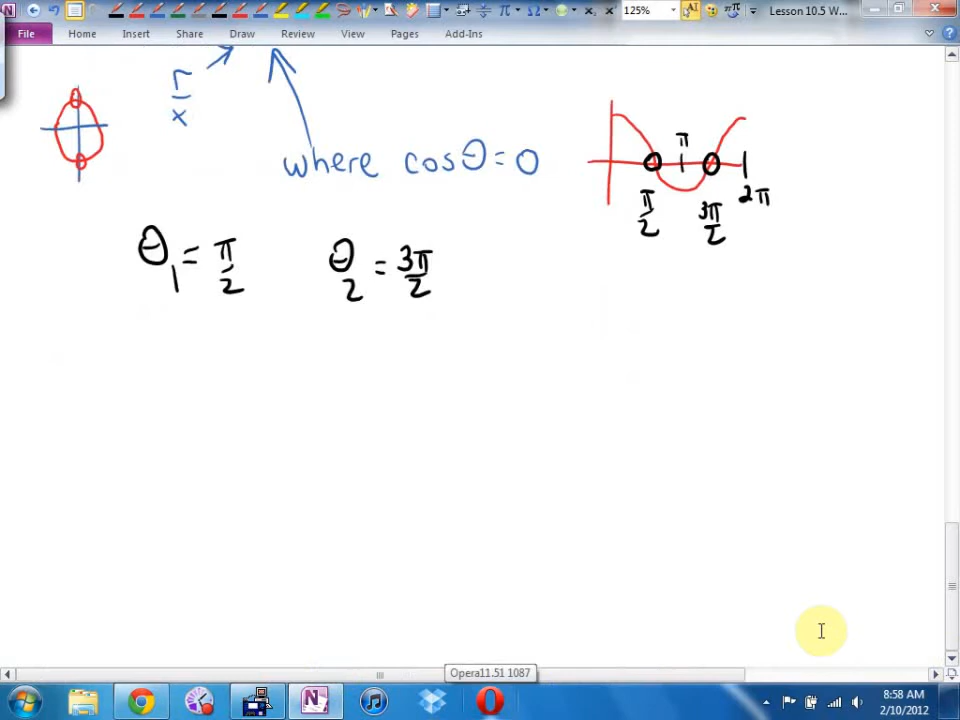 125%
Lesson 10.5 W...
File Home Insert Share Draw Review View Pages Add-Ins
r
x
where cosθ=0
π
π/2
3π/2
2π
θ1 = π/2 θ2 = 3π/2
Opera11.51 1087
8:58 AM
2/10/2012